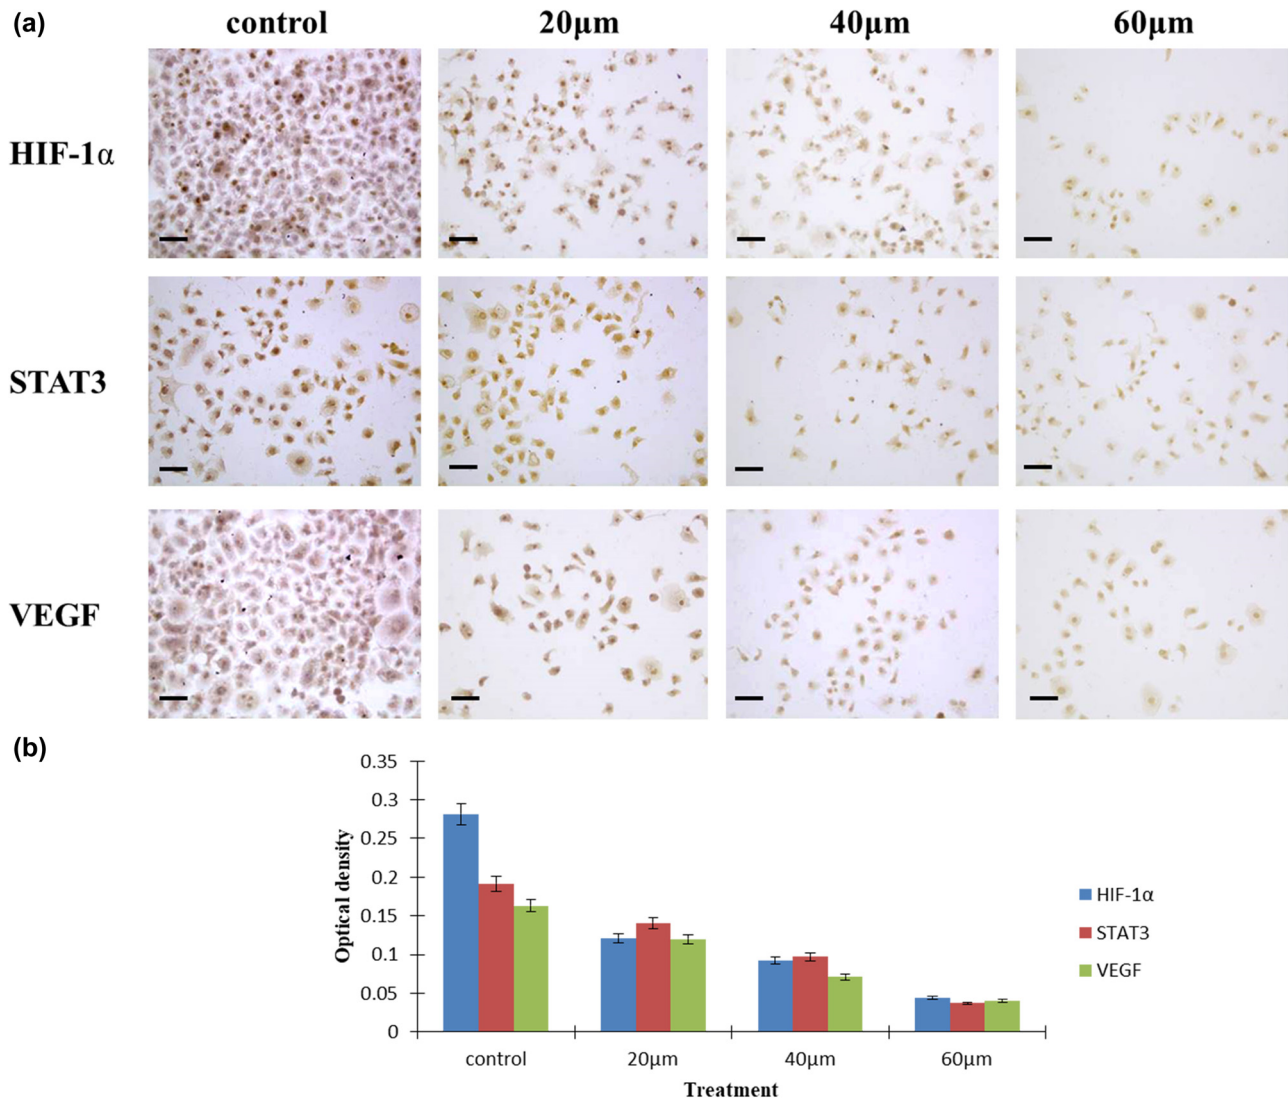 (a)
control 20μm 40μm 60μm
HIF-1α
STAT3
VEGF
(b)
0.35
0.3
0.25
0.2
0.15
0.1
0.05
0
Optical density
control 20μm 40μm 60μm
Treatment
HIF-1α
STAT3
VEGF